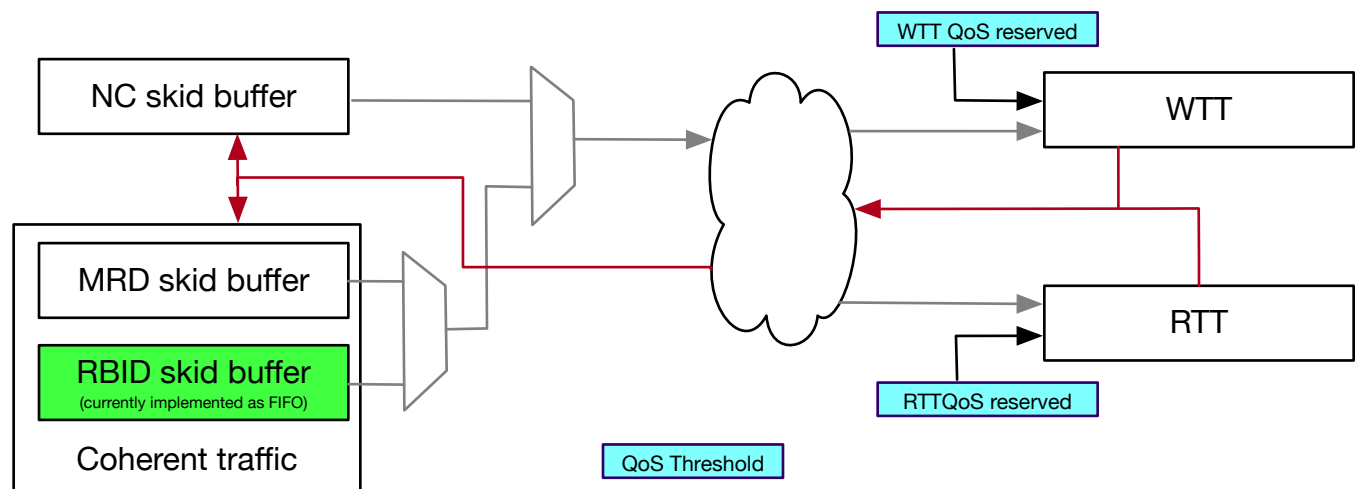 WTT QoS reserved
NC skid buffer
WTT
MRD skid buffer
RTT
RBID skid buffer
(currently implemented as FIFO)
RTTQoS reserved
Coherent traffic
QoS Threshold